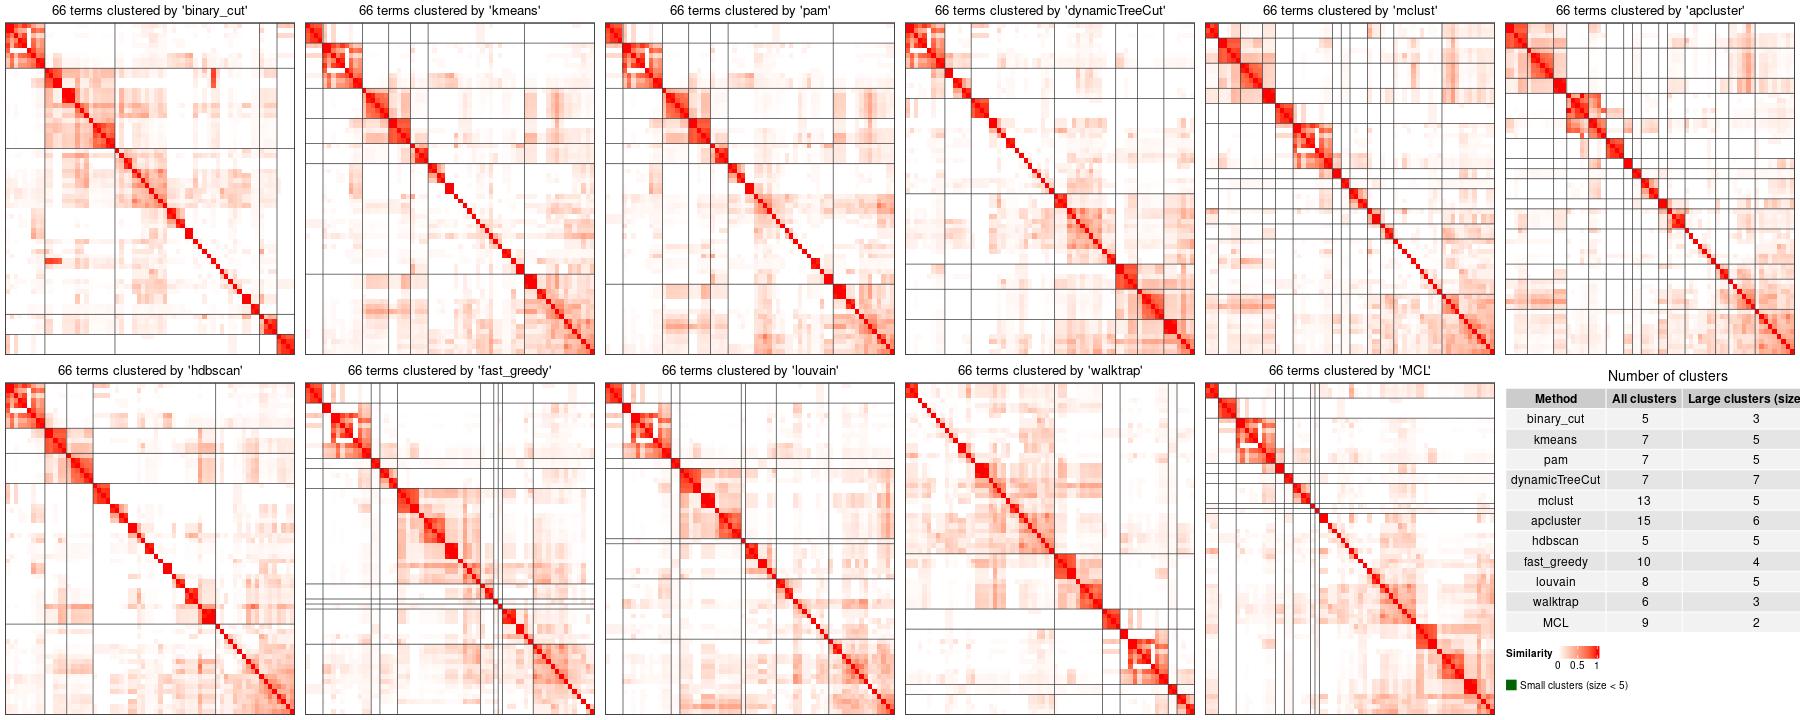 66 terms clustered by 'binary_cut'
66 terms clustered by 'kmeans'
66 terms clustered by 'pam'
66 terms clustered by 'dynamicTreeCut'
66 terms clustered by 'mclust'
66 terms clustered by 'apcluster'
66 terms clustered by 'hdbscan'
66 terms clustered by 'fast_greedy'
66 terms clustered by 'louvain'
66 terms clustered by 'walktrap'
66 terms clustered by 'MCL'
Number of clusters
Method All clusters Large clusters (size
binary_cut 5 3
kmeans 7 5
pam 7 5
dynamicTreeCut 7 7
mclust 13 5
apcluster 15 6
hdbscan 5 5
fast_greedy 10 4
louvain 8 5
walktrap 6 3
MCL 9 2
Similarity
0 0.5 1
Small clusters (size < 5)